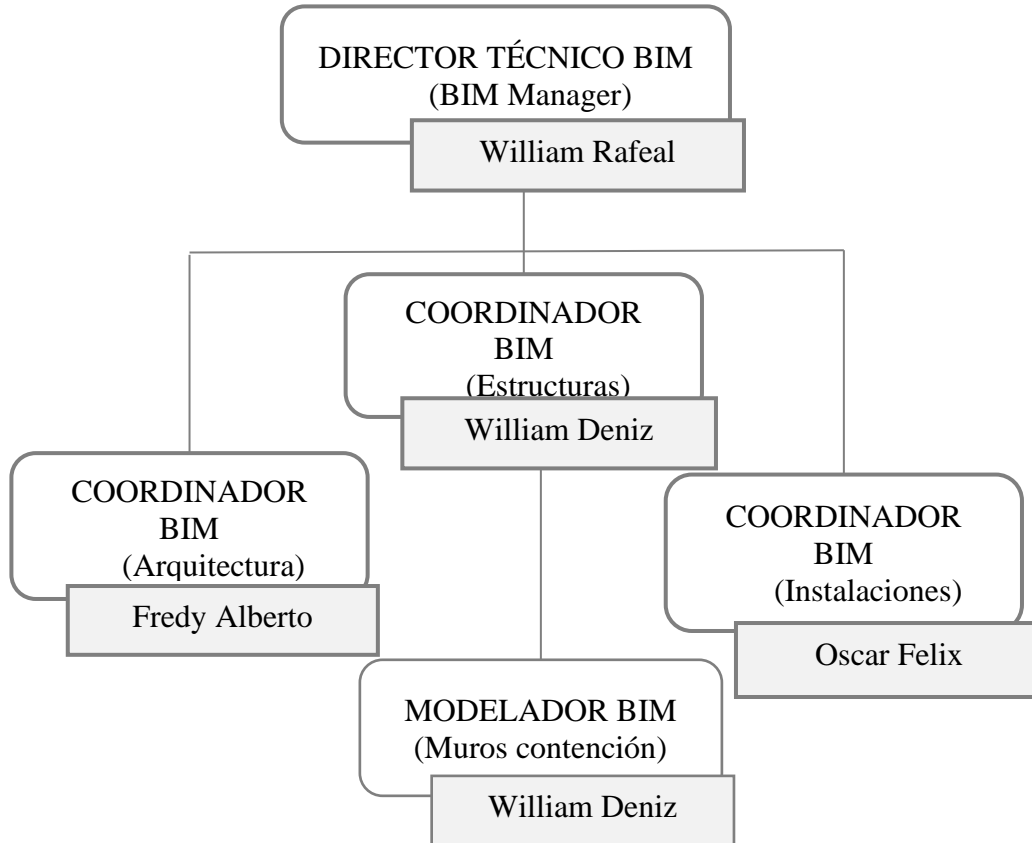 DIRECTOR TÉCNICO BIM
(BIM Manager)
William Rafeal
COORDINADOR
BIM
(Estructuras)
William Deniz
COORDINADOR
BIM
(Arquitectura)
Fredy Alberto
COORDINADOR
BIM
(Instalaciones)
Oscar Felix
MODELADOR BIM
(Muros contención)
William Deniz